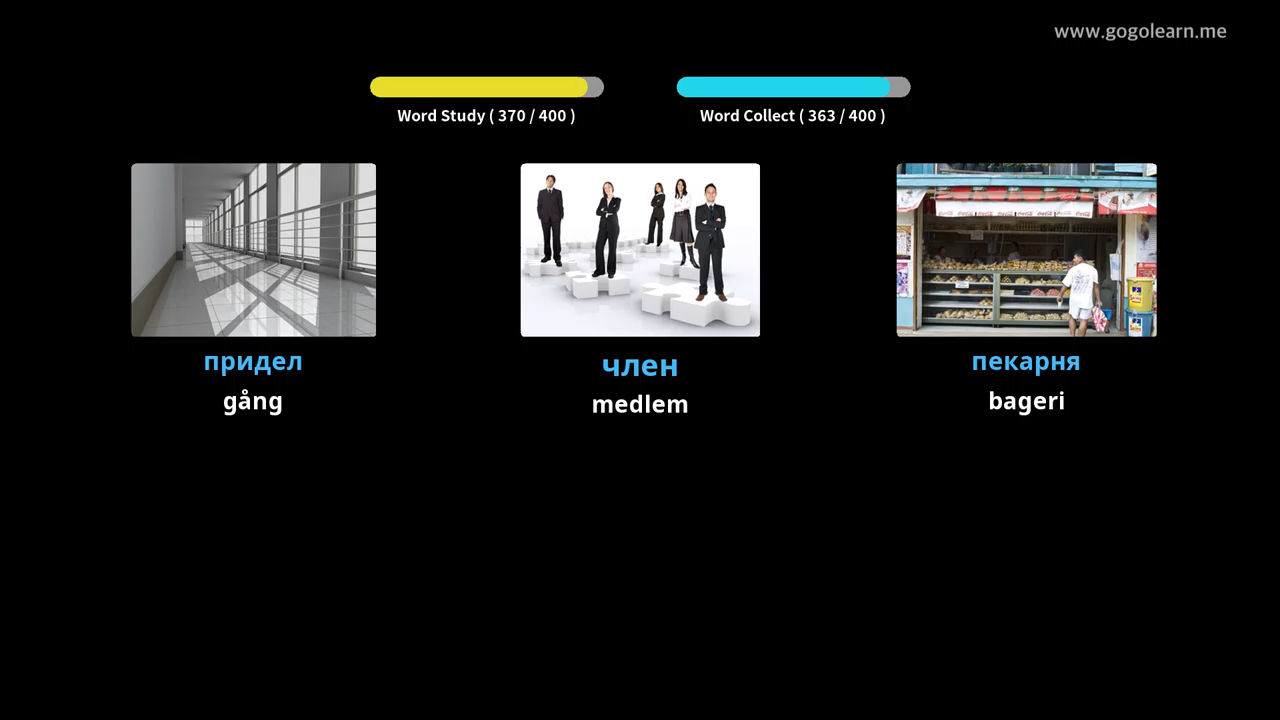 www.gogolearn.me
Word Study ( 370 / 400 )
Word Collect ( 363 / 400 )
придел
член
пекарня
gång
medlem
bageri